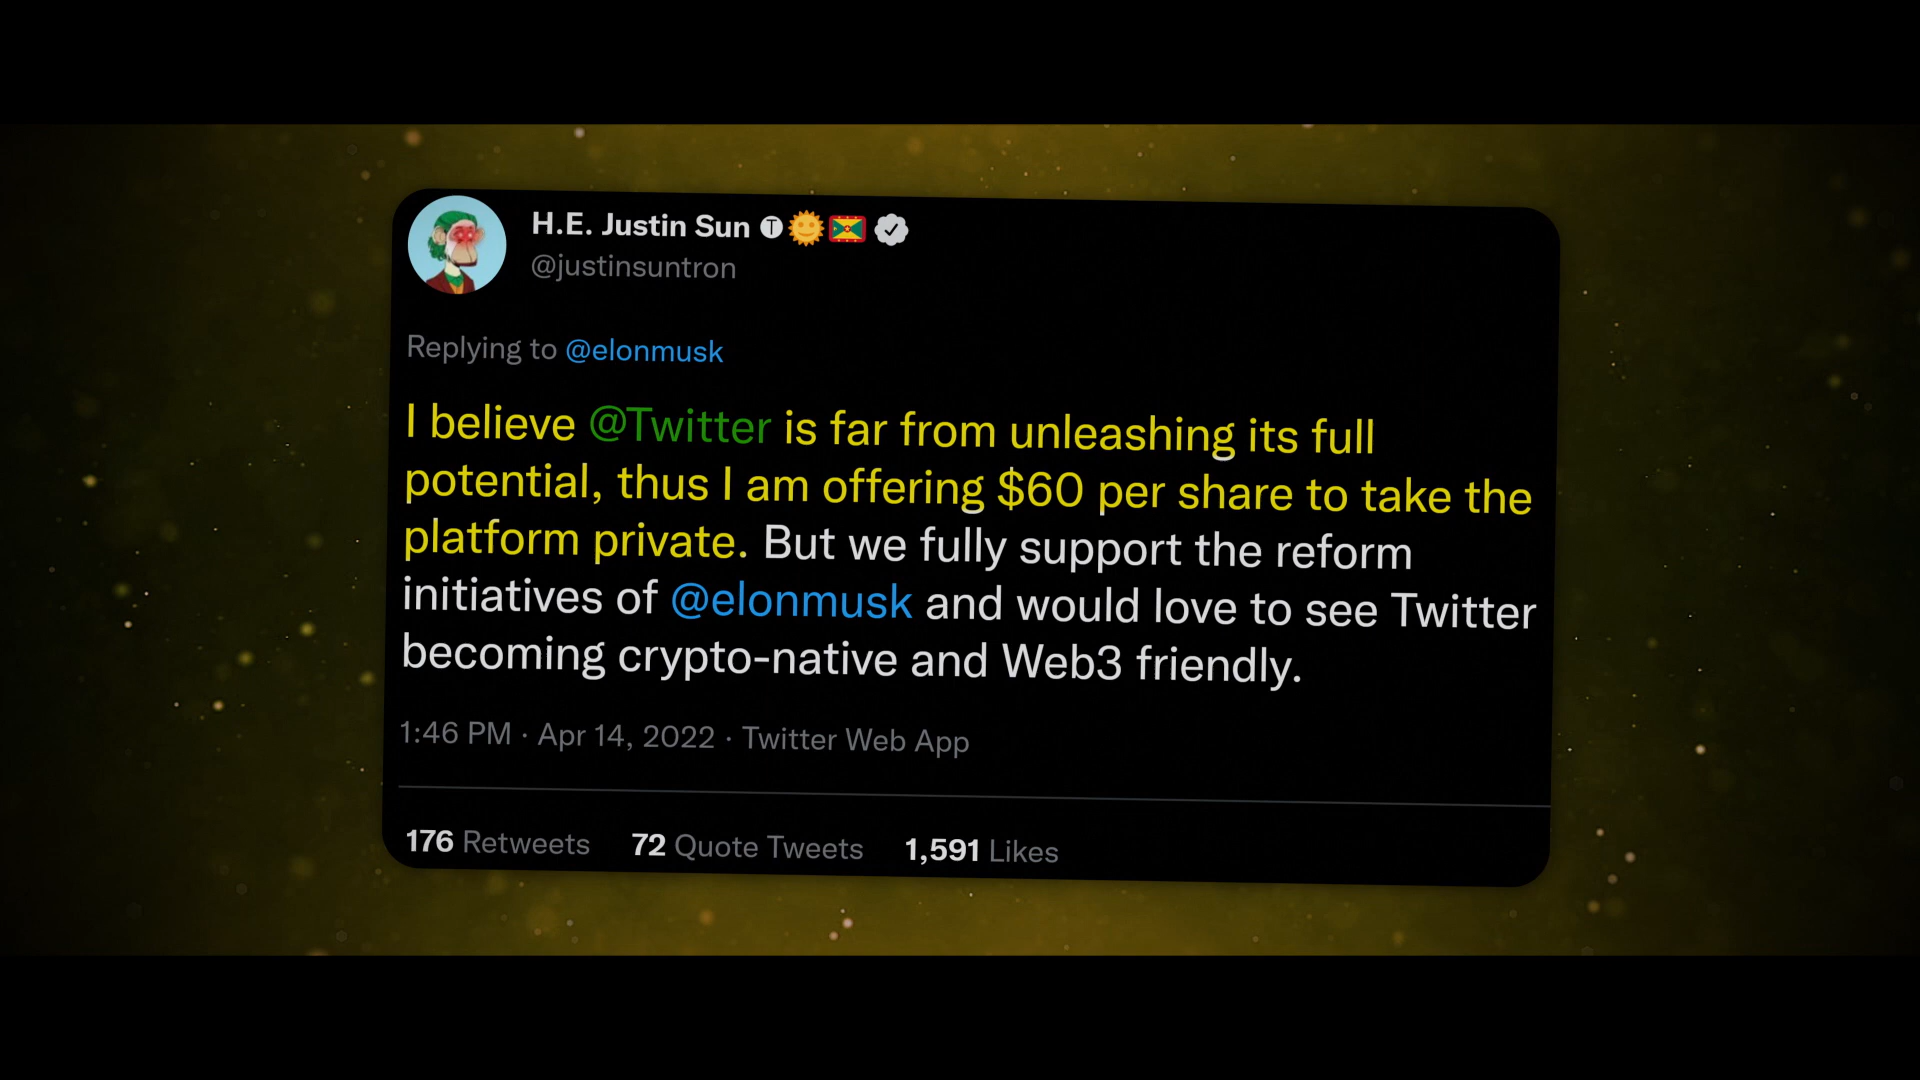 H.E. Justin Sun
@justinsuntron
Replying to @elonmusk
I believe @Twitter is far from unleashing its full
potential, thus I am offering $60 per share to take the
platform private. But we fully support the reform
initiatives of @elonmusk and would love to see Twitter
becoming crypto-native and Web3 friendly.
1:46 PM · Apr 14, 2022 · Twitter Web App
176 Retweets 72 Quote Tweets 1,591 Likes